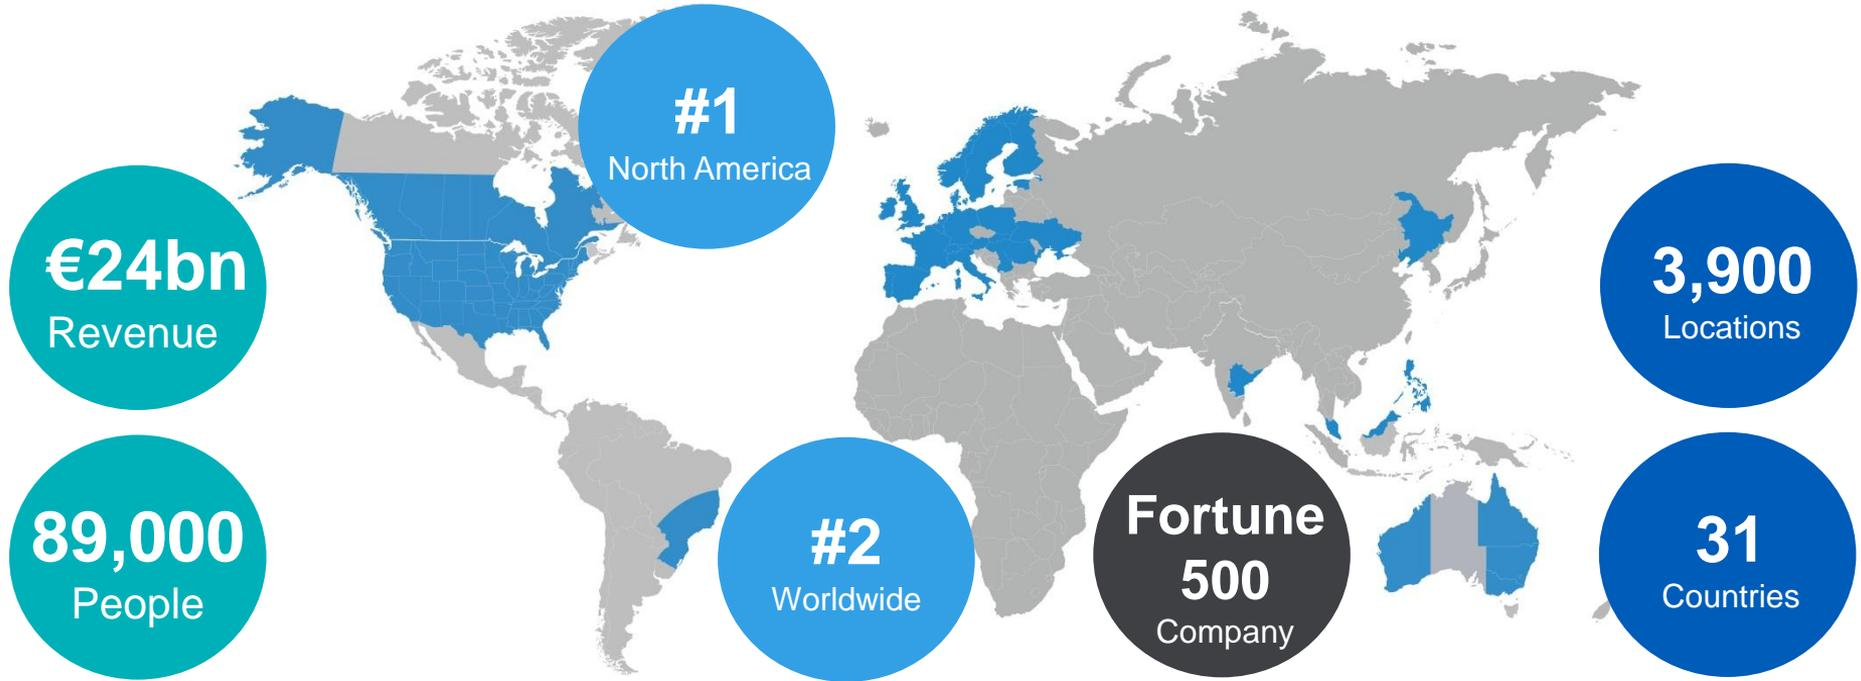 #1
North America
€24bn
Revenue
3,900
Locations
89,000
People
#2
Worldwide
Fortune
500
Company
31
Countries